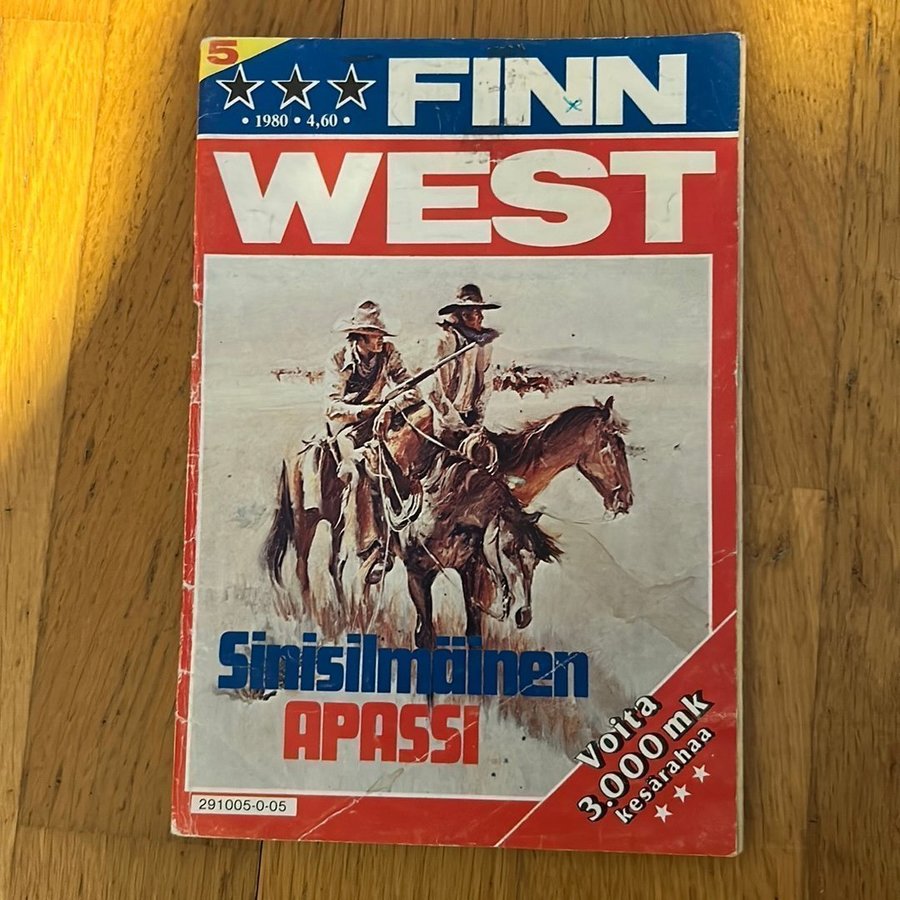 5
FINN
• 1980 • 4,60 •
WEST
Sinisilmäinen
APASSI
Voita
3.000 mk
kesärahaa
291005-0-05